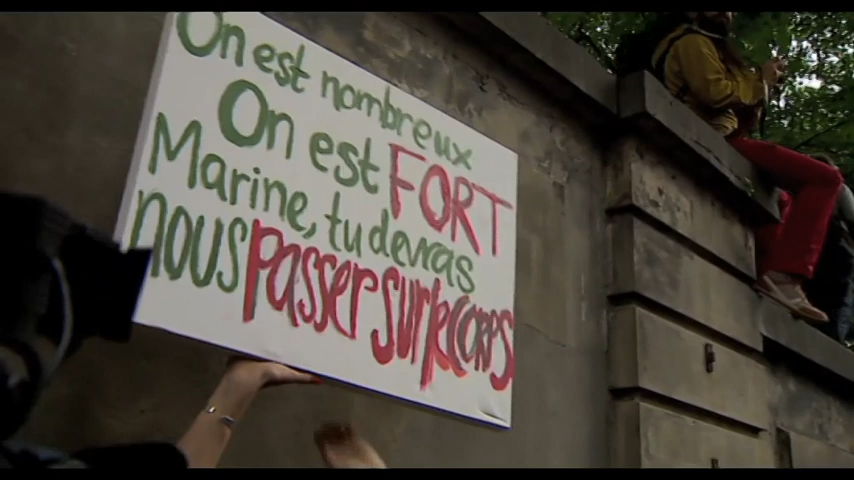 On est nombreux
On est FORT
Marine, tu devras
nous passer sur le corps